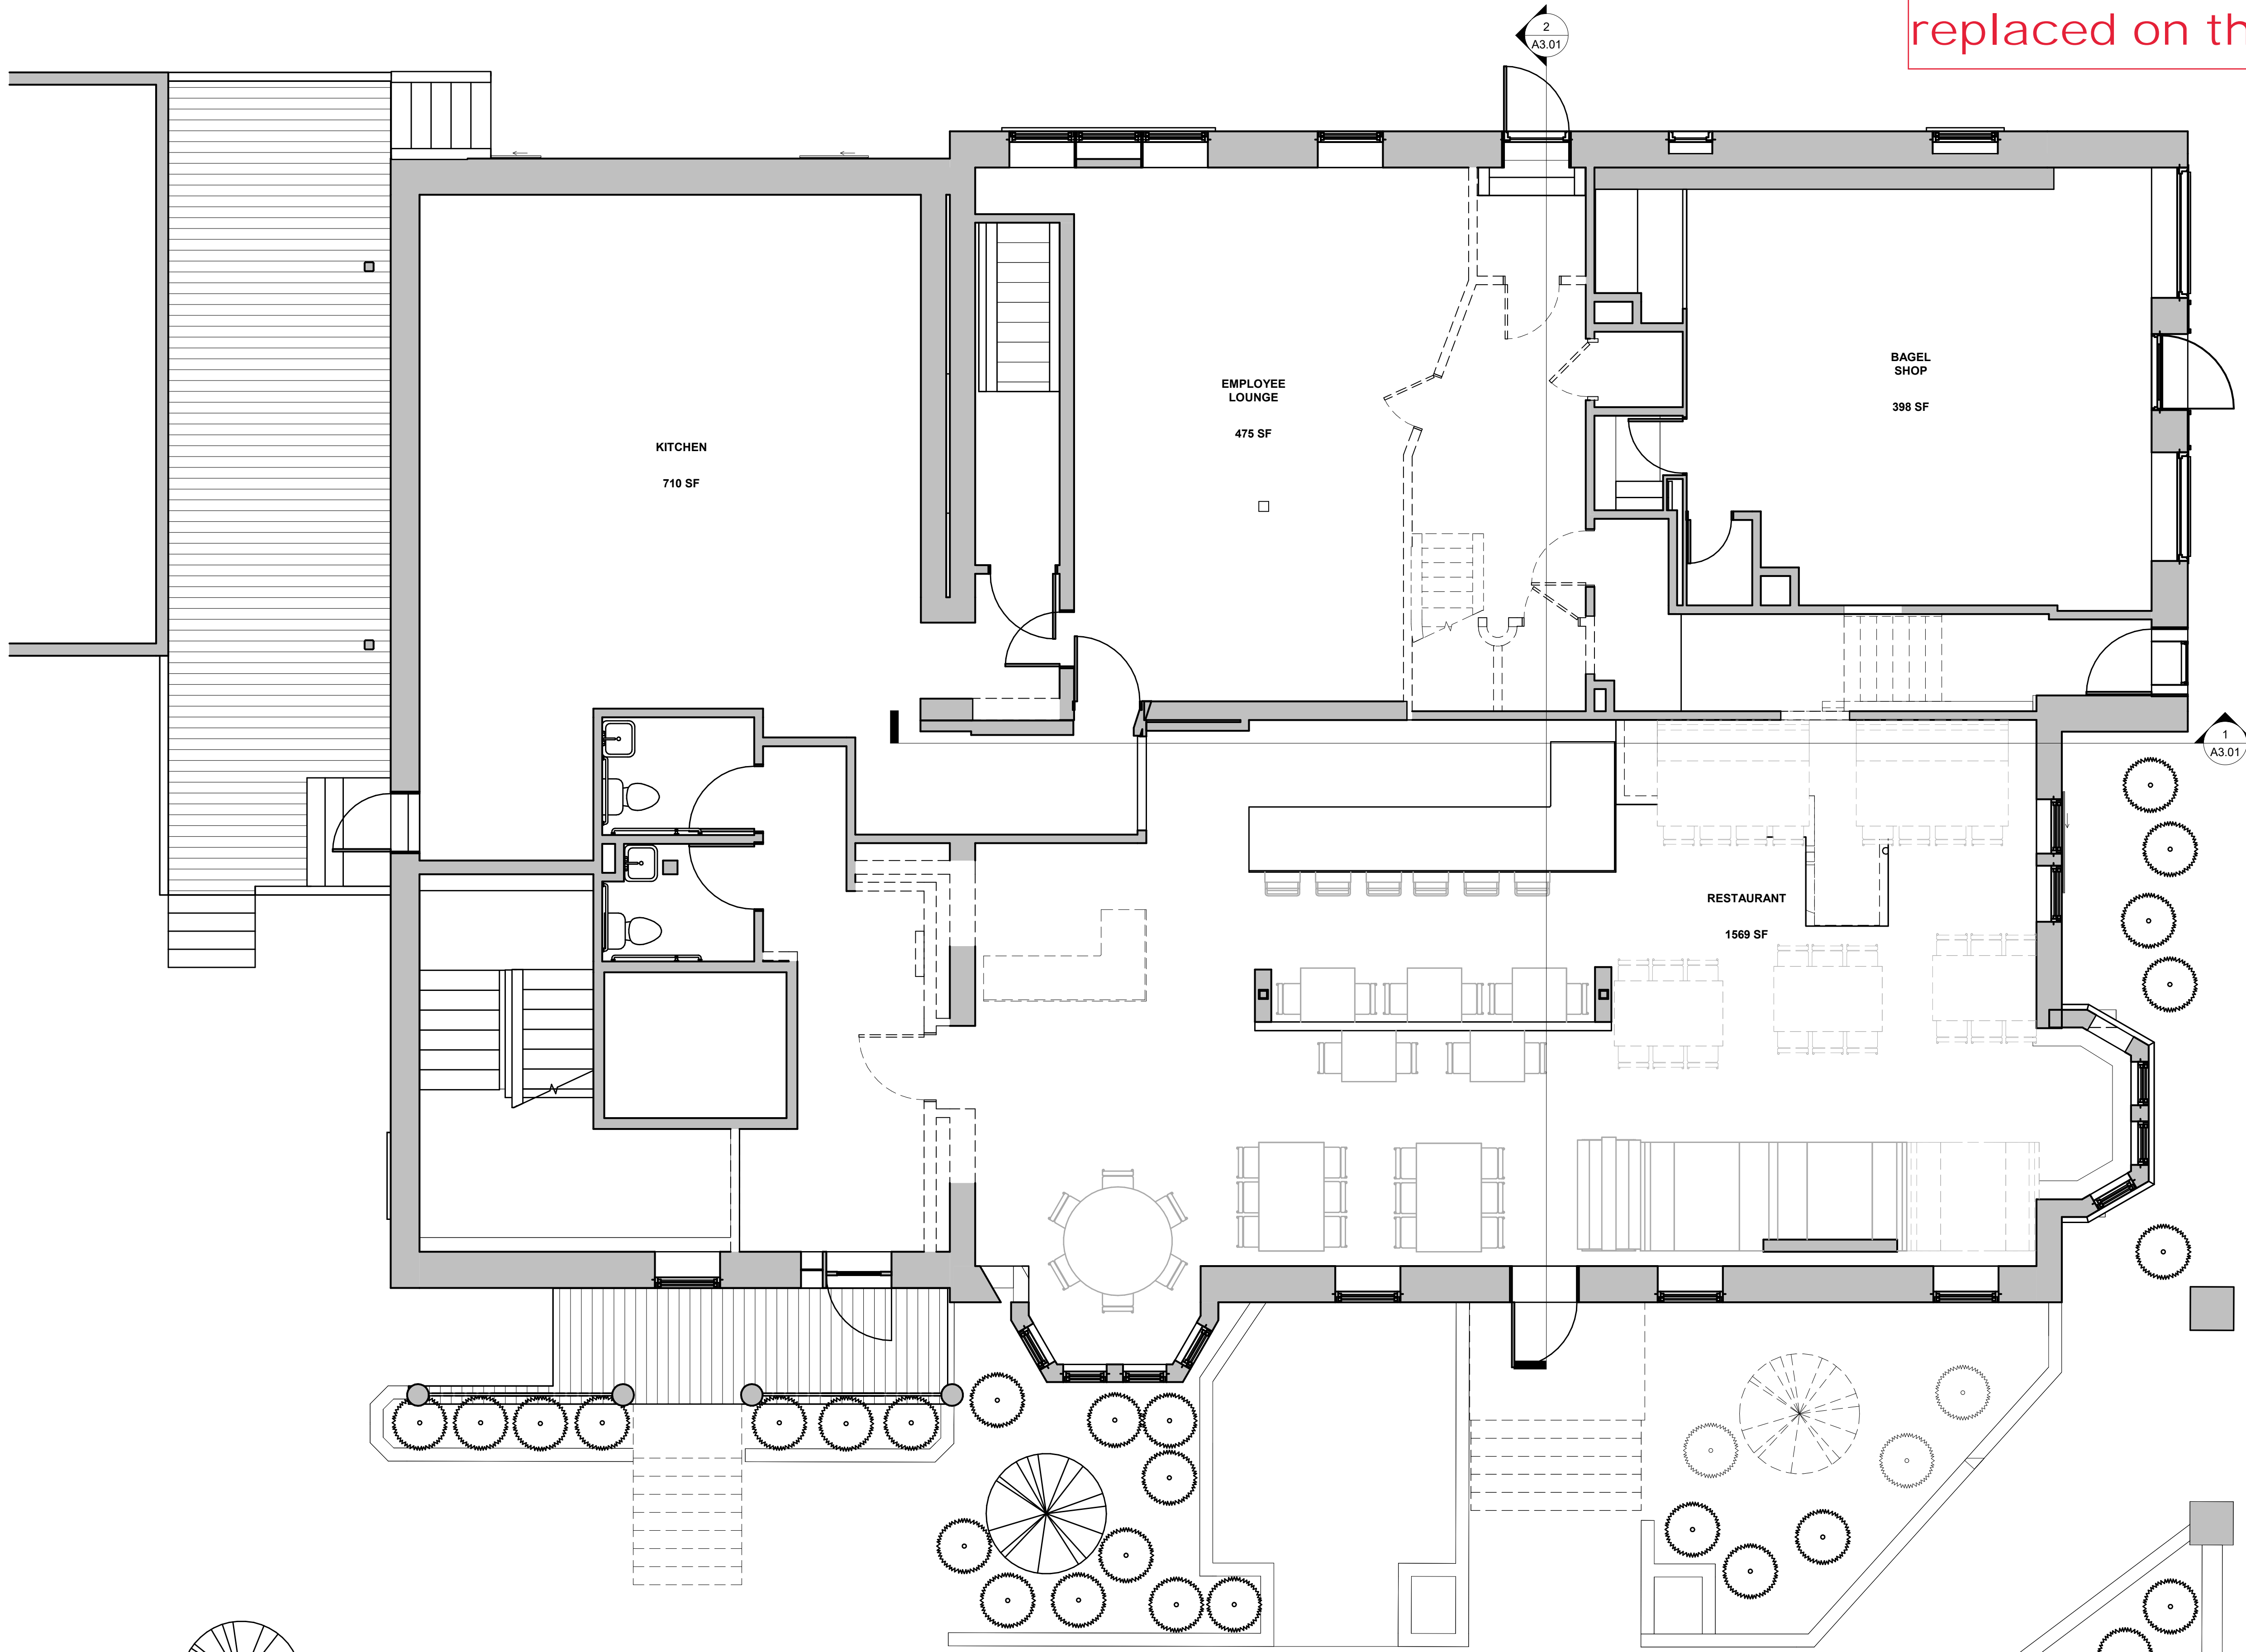 replaced on th
2
A3.01
BAGEL
SHOP
398 SF
EMPLOYEE
LOUNGE
475 SF
KITCHEN
710 SF
1
A3.01
RESTAURANT
1569 SF